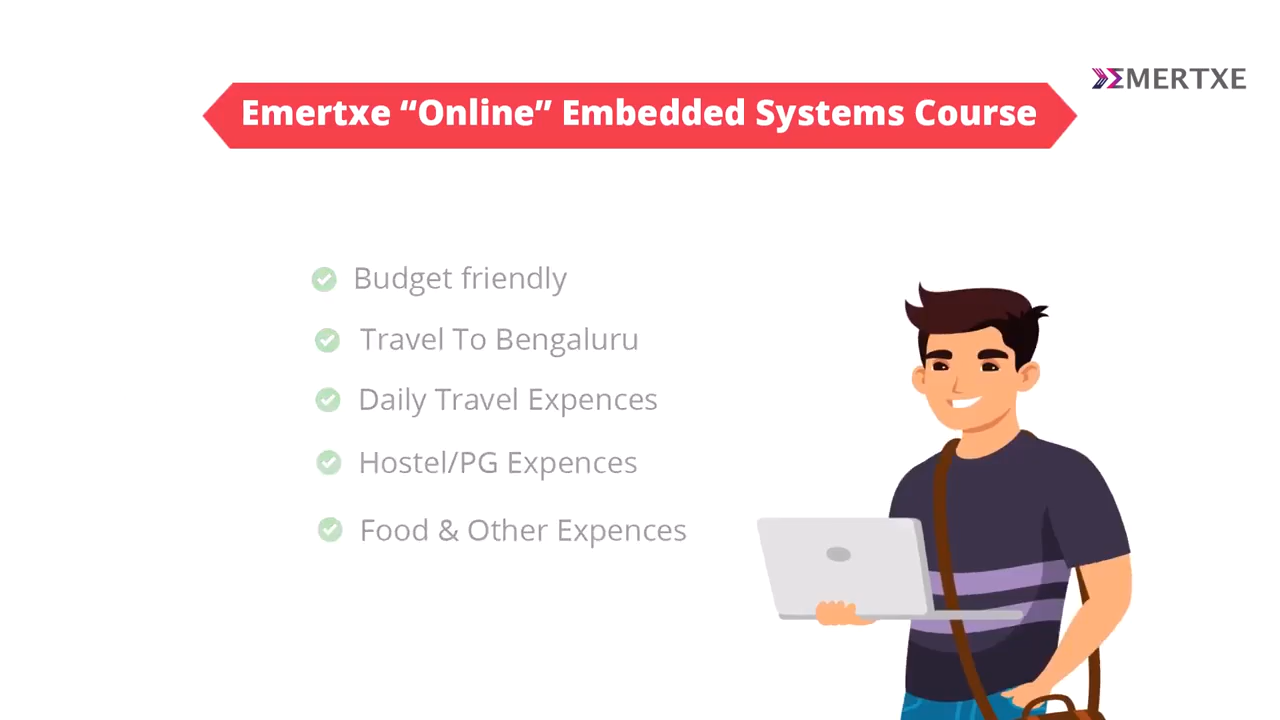 EMERTXE
Emertxe “Online” Embedded Systems Course
Budget friendly
Travel To Bengaluru
Daily Travel Expences
Hostel/PG Expences
Food & Other Expences